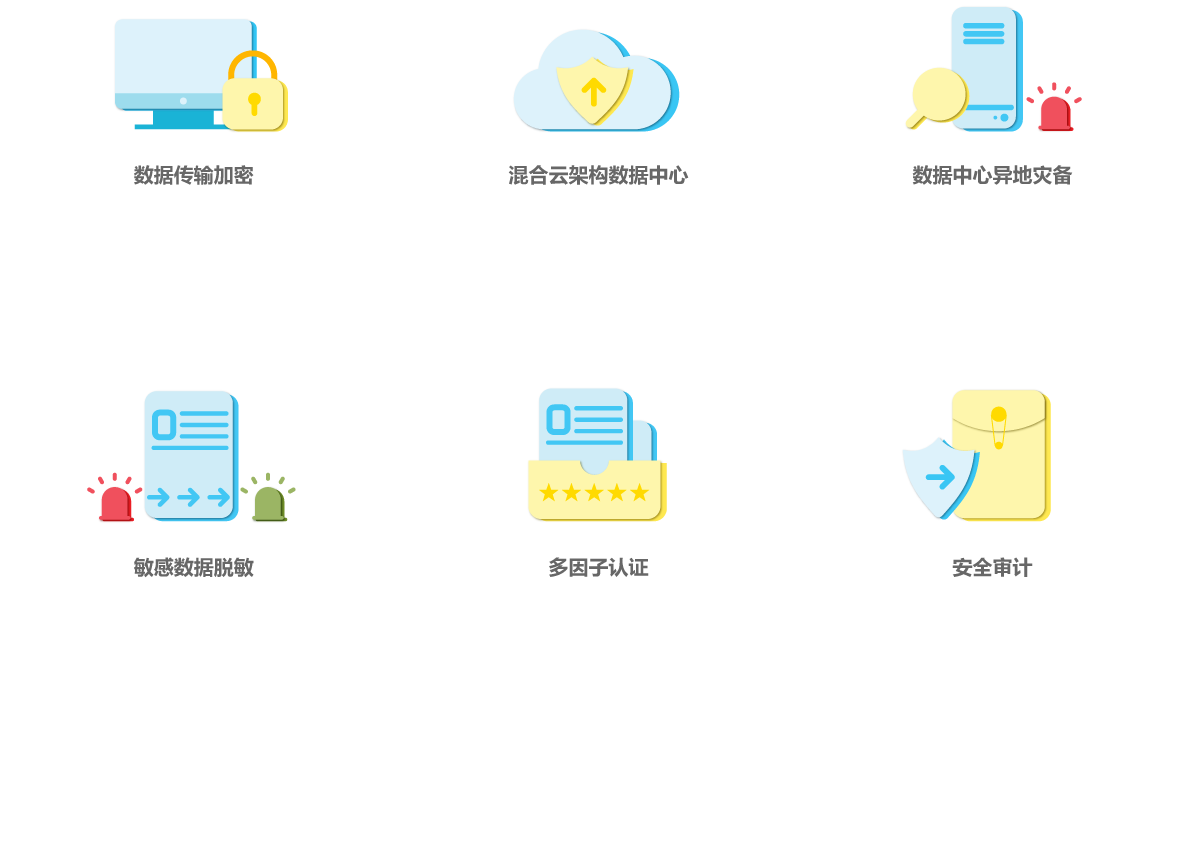 数据传输加密
混合云架构数据中心
数据中心异地灾备
敏感数据脱敏
多因子认证
安全审计